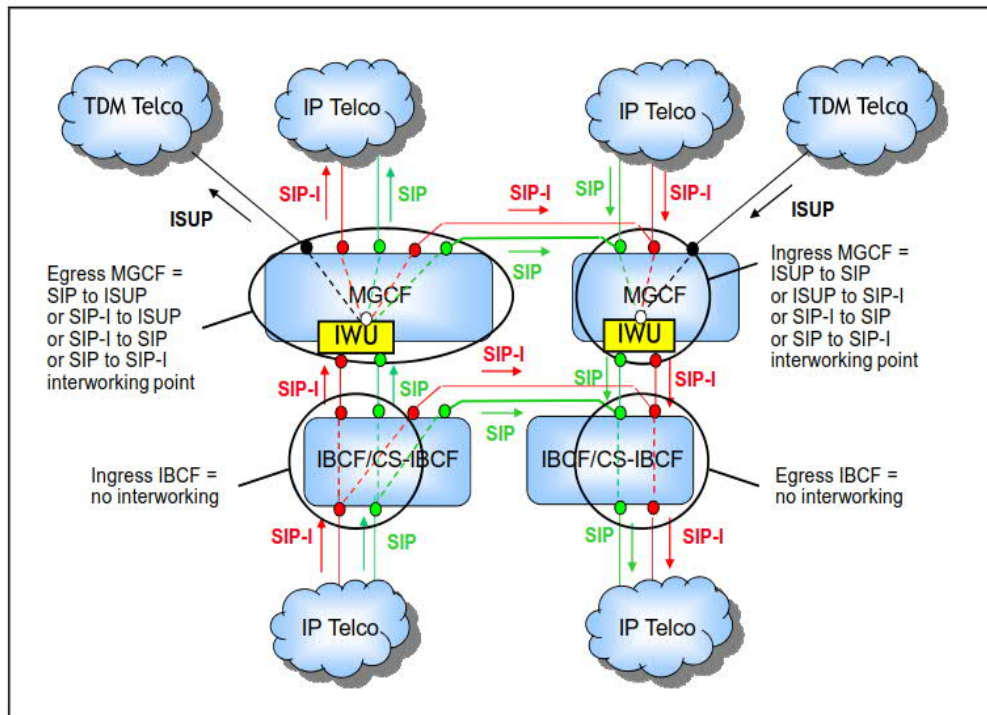 TDM Telco
IP Telco
IP Telco
TDM Telco
SIP-I
SIP
SIP-I
SIP
SIP-I
ISUP
SIP
ISUP
Egress MGCF =
SIP to ISUP
or SIP-I to ISUP
or SIP-I to SIP
or SIP to SIP-I
interworking point
MGCF
IWU
MGCF
IWU
Ingress MGCF =
ISUP to SIP
or ISUP to SIP-I
or SIP-I to SIP
or SIP to SIP-I
interworking point
SIP-I
SIP
SIP-I
SIP
SIP-I
SIP
Ingress IBCF =
no interworking
IBCF/CS-IBCF
IBCF/CS-IBCF
Egress IBCF =
no interworking
SIP-I
SIP
SIP
SIP-I
IP Telco
IP Telco